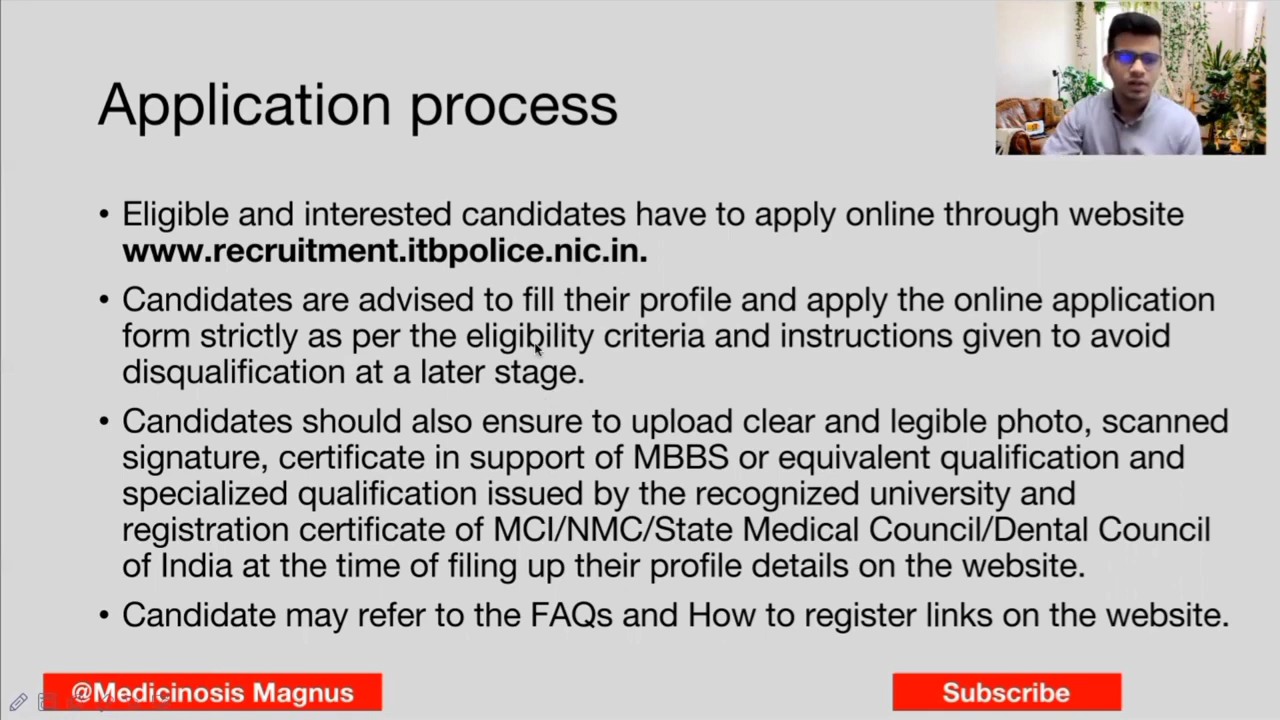 Application process
• Eligible and interested candidates have to apply online through website
www.recruitment.itbpolice.nic.in.
• Candidates are advised to fill their profile and apply the online application
form strictly as per the eligibility criteria and instructions given to avoid
disqualification at a later stage.
• Candidates should also ensure to upload clear and legible photo, scanned
signature, certificate in support of MBBS or equivalent qualification and
specialized qualification issued by the recognized university and
registration certificate of MCI/NMC/State Medical Council/Dental Council
of India at the time of filing up their profile details on the website.
• Candidate may refer to the FAQs and How to register links on the website.
@Medicinosis Magnus
Subscribe